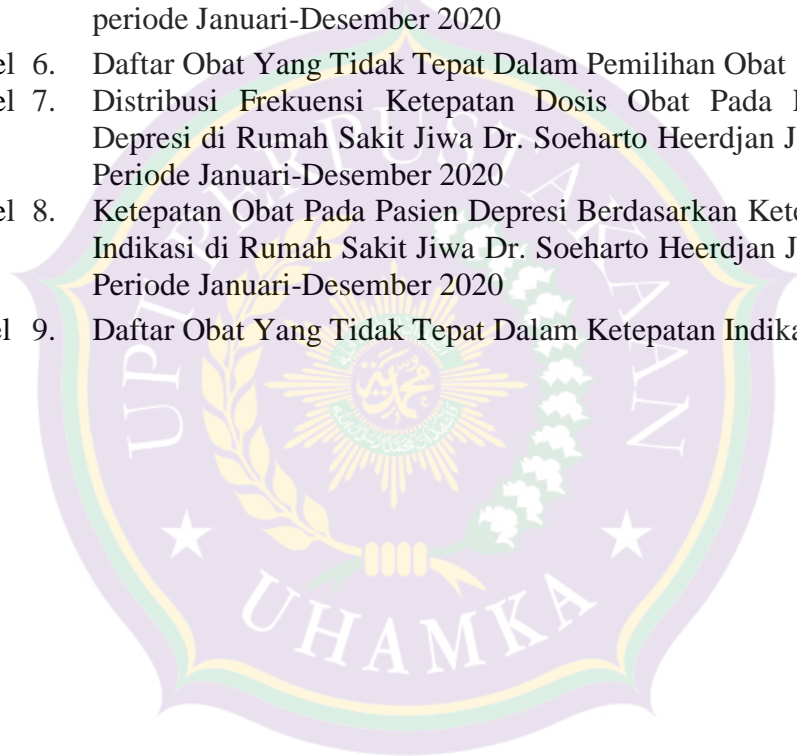 periode Januari-Desember 2020
el 6. Daftar Obat Yang Tidak Tepat Dalam Pemilihan Obat
el 7. Distribusi Frekuensi Ketepatan Dosis Obat Pada
Depresi di Rumah Sakit Jiwa Dr. Soeharto Heerdjan J
Periode Januari-Desember 2020
el 8. Ketepatan Obat Pada Pasien Depresi Berdasarkan Kete
Indikasi di Rumah Sakit Jiwa Dr. Soeharto Heerdjan J
Periode Januari-Desember 2020
el 9. Daftar Obat Yang Tidak Tepat Dalam Ketepatan Indika
UPT PERPUSTAKAAN
UHAMKA